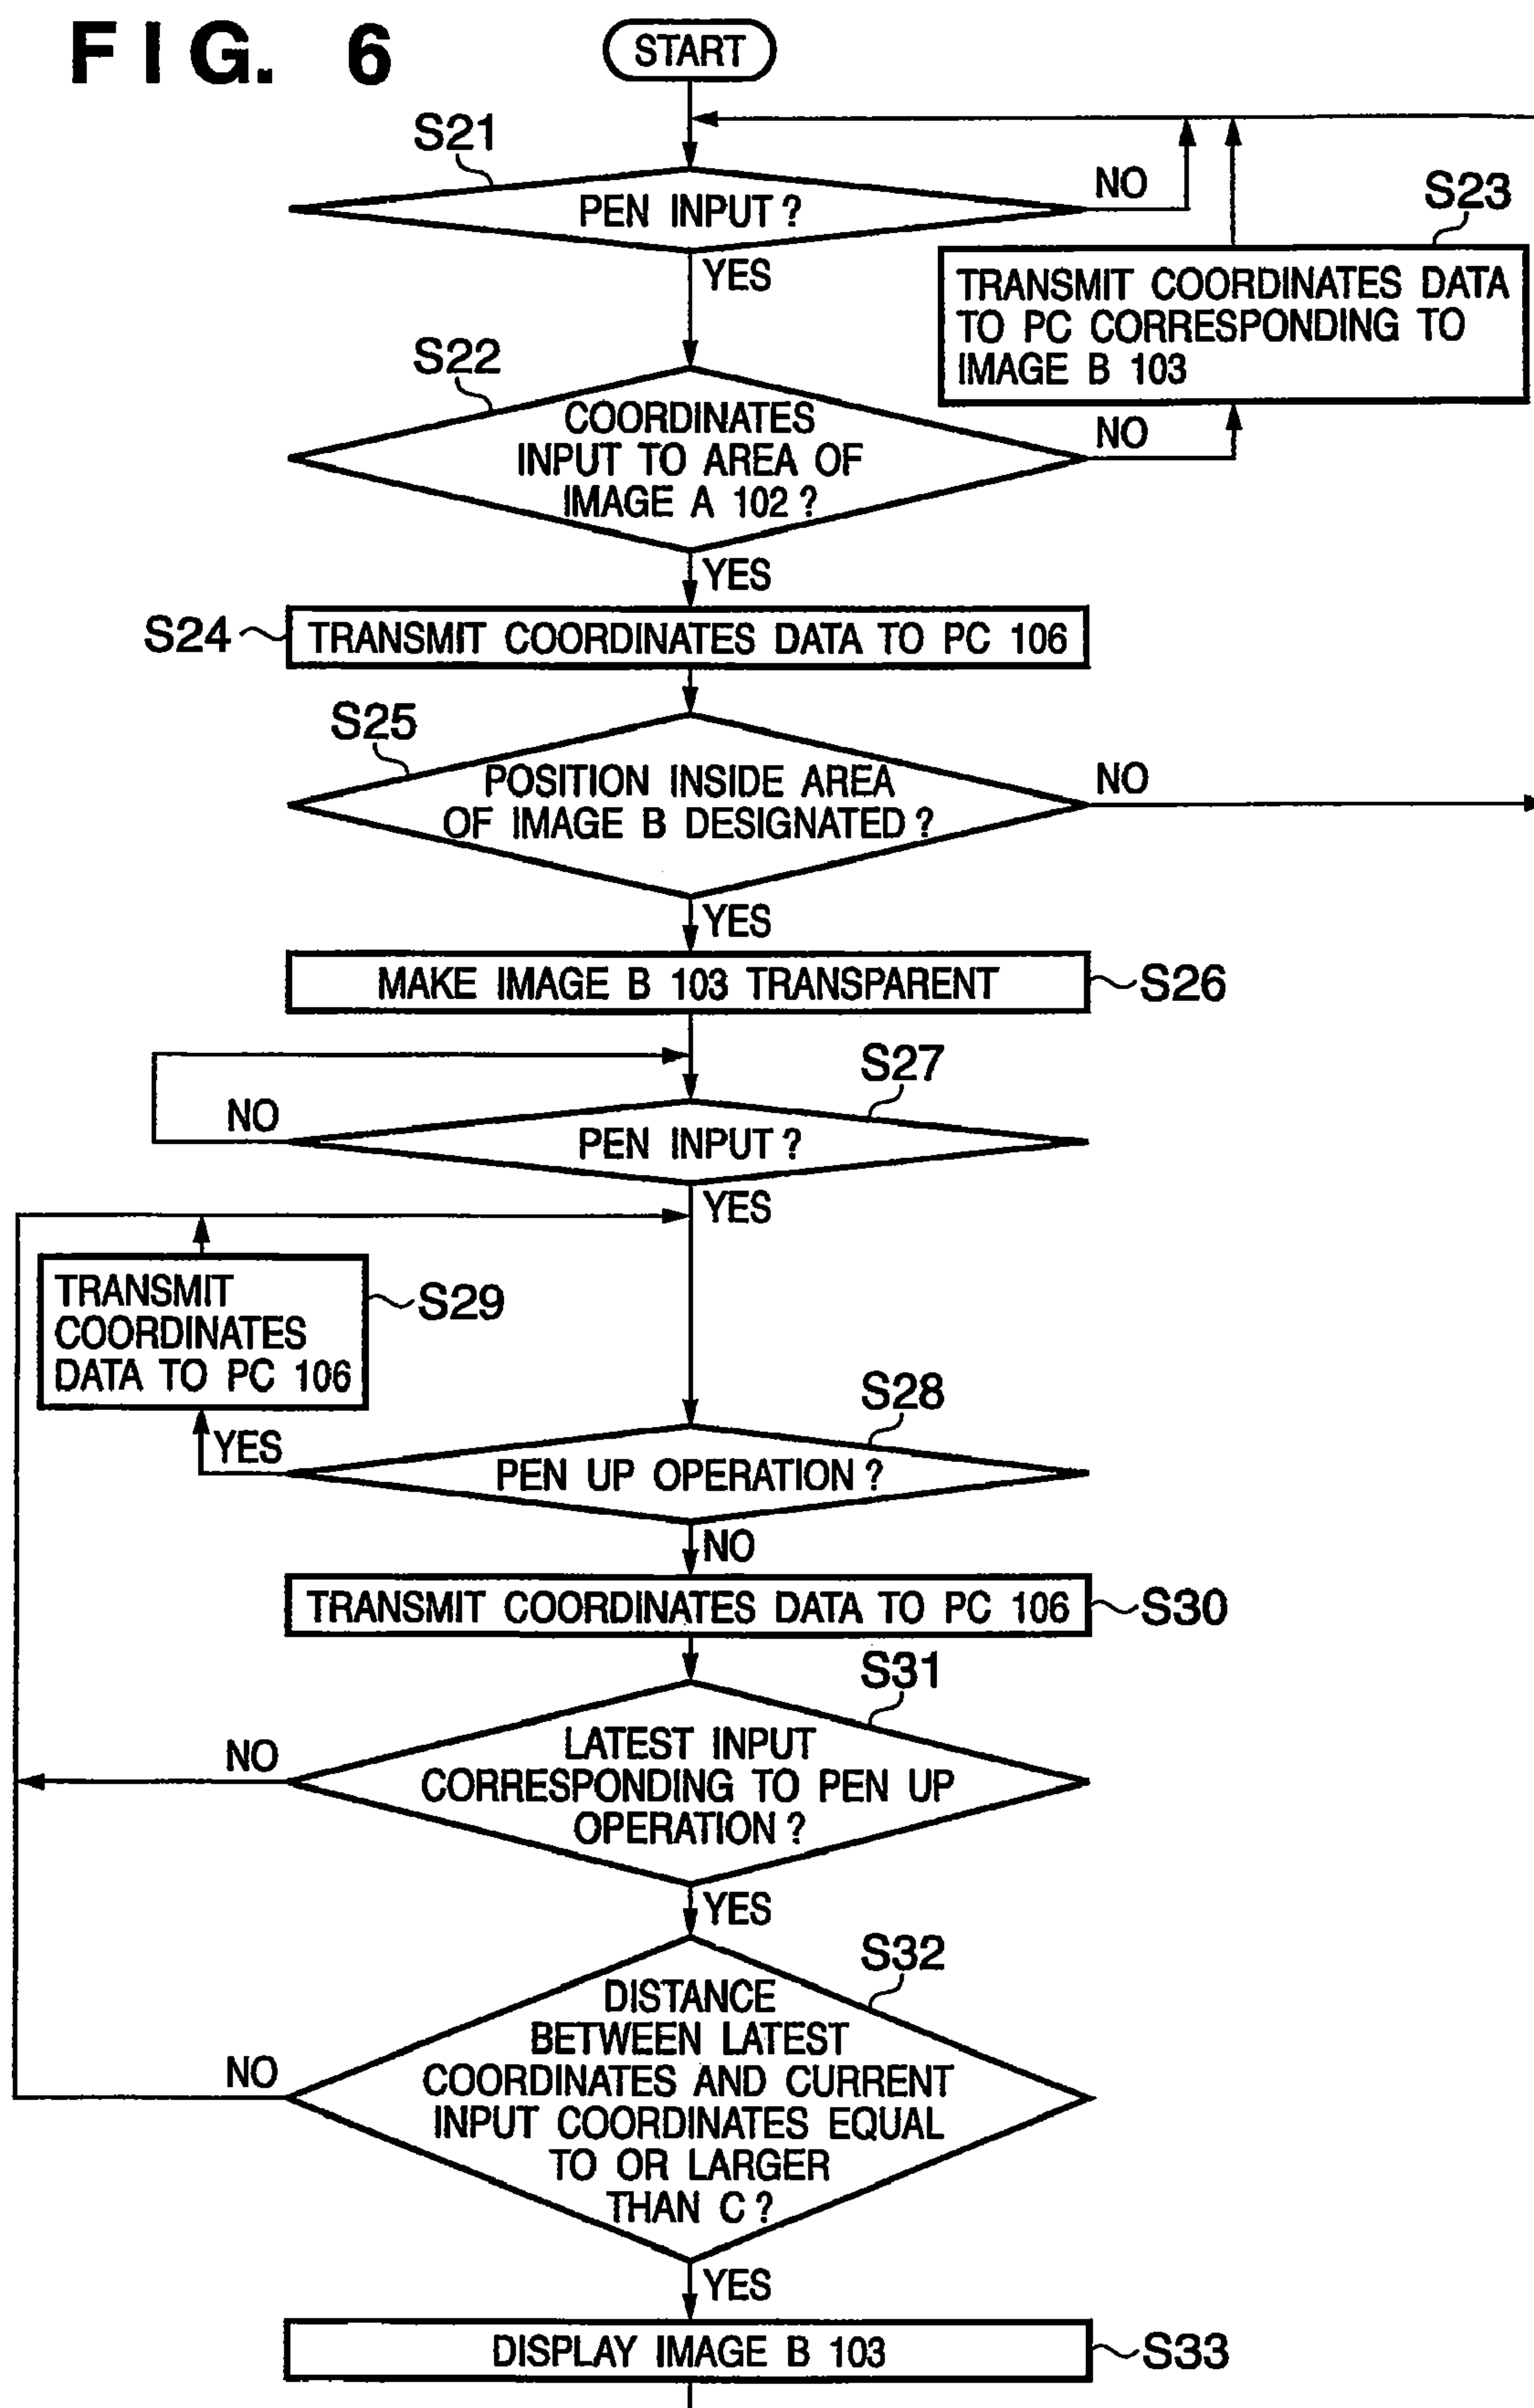 FIG. 6
START
S21
PEN INPUT?
NO
YES
S23
TRANSMIT COORDINATES DATA
TO PC CORRESPONDING TO
IMAGE B 103
S22
COORDINATES
INPUT TO AREA OF
IMAGE A 102?
NO
YES
S24
TRANSMIT COORDINATES DATA TO PC 106
S25
POSITION INSIDE AREA
OF IMAGE B DESIGNATED?
NO
YES
MAKE IMAGE B 103 TRANSPARENT
S26
S27
PEN INPUT?
NO
YES
TRANSMIT
COORDINATES
DATA TO PC 106
S29
S28
PEN UP OPERATION?
YES
NO
TRANSMIT COORDINATES DATA TO PC 106
S30
S31
LATEST INPUT
CORRESPONDING TO PEN UP
OPERATION?
NO
YES
S32
DISTANCE
BETWEEN LATEST
COORDINATES AND CURRENT
INPUT COORDINATES EQUAL
TO OR LARGER
THAN C?
NO
YES
DISPLAY IMAGE B 103
S33